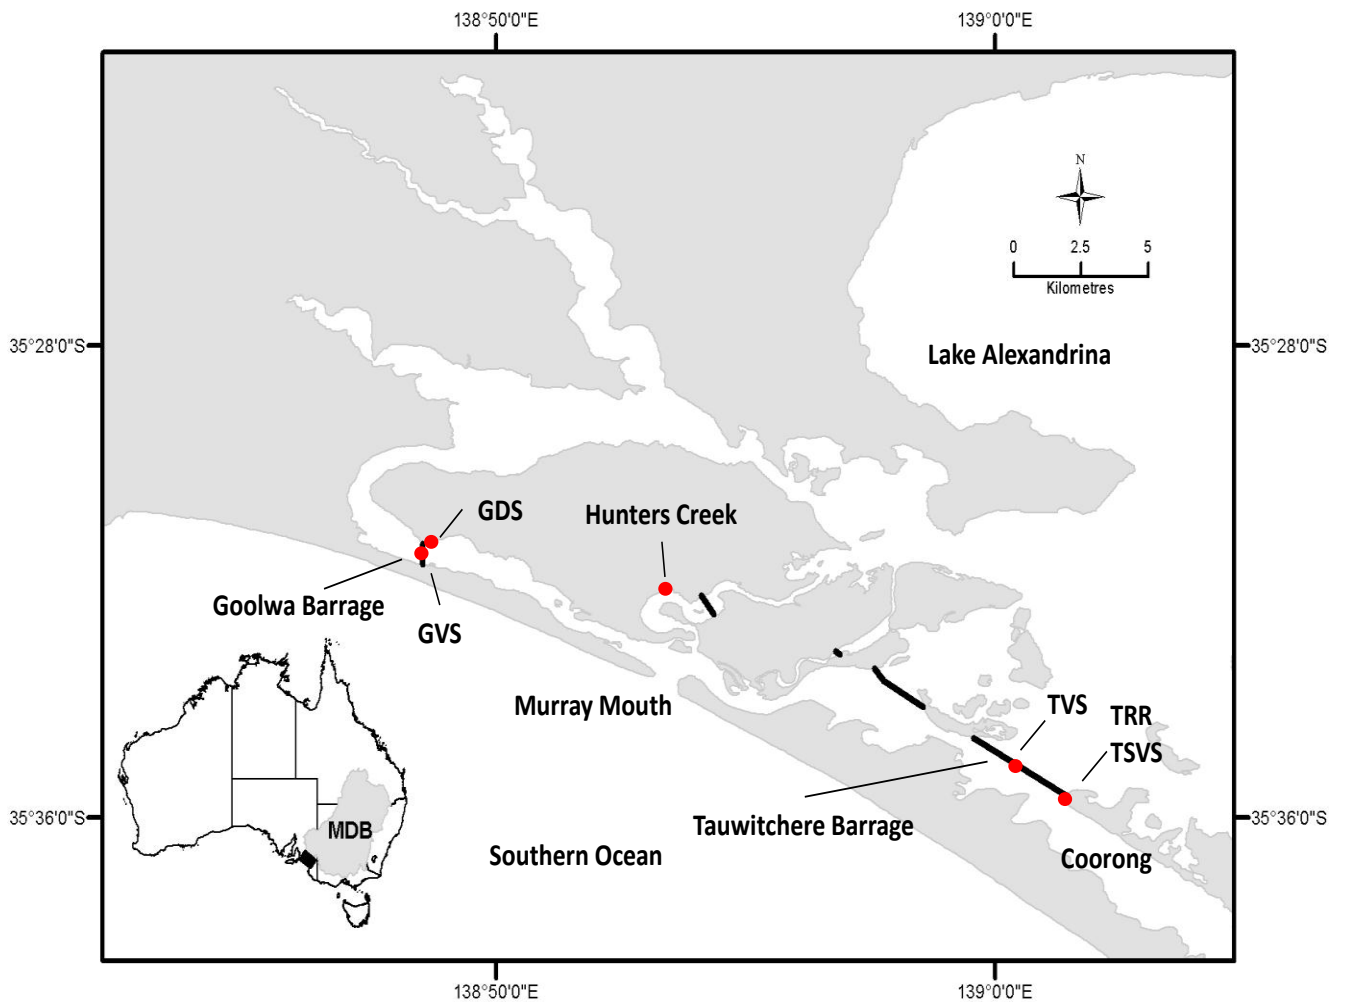 138°50'0"E
139°0'0"E
N
0 2.5 5
Kilometres
35°28'0"S
35°28'0"S
Lake Alexandrina
GDS
Hunters Creek
Goolwa Barrage
GVS
Murray Mouth
TVS
TRR
TSVS
35°36'0"S
MDB
Tauwitchere Barrage
35°36'0"S
Southern Ocean
Coorong
138°50'0"E
139°0'0"E